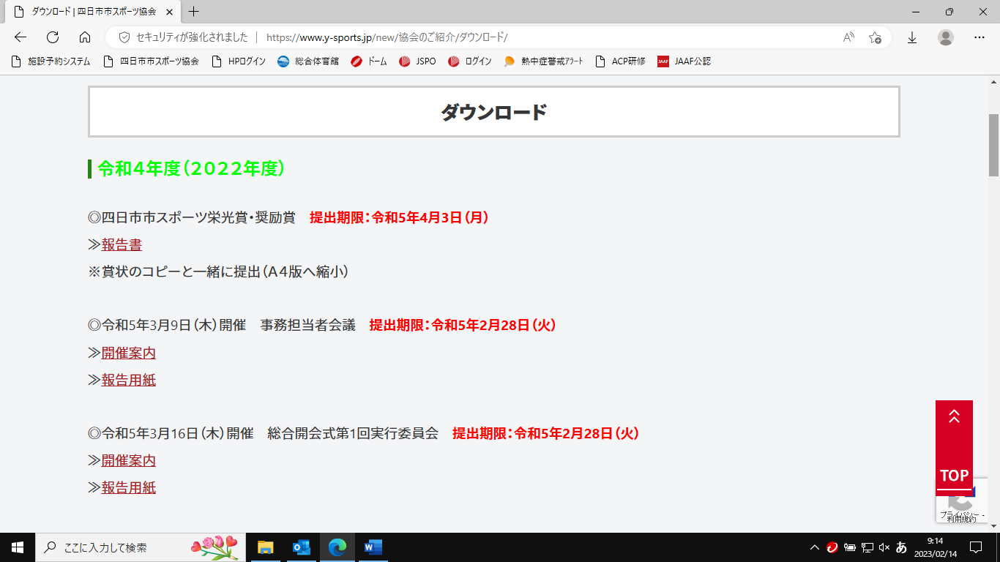 ダウンロード | 四日市市スポーツ協会
セキュリティが強化されました
https://www.y-sports.jp/new/協会のご紹介/ダウンロード/
施設予約システム 四日市市スポーツ協会 HPログイン 総合体育館 ドーム JSPO ログイン 熱中症警戒アラート ACP研修 JAAF JAAF公認
ダウンロード
令和４年度（２０２２年度）
◎四日市市スポーツ栄光賞・奨励賞　提出期限：令和5年4月3日（月）
≫報告書
※賞状のコピーと一緒に提出（Ａ４版へ縮小）
◎令和5年3月9日（木）開催　事務担当者会議　提出期限：令和5年2月28日（火）
≫開催案内
≫報告用紙
◎令和5年3月16日（木）開催　総合開会式第1回実行委員会　提出期限：令和5年2月28日（火）
≫開催案内
≫報告用紙
TOP
プライバシー -
利用規約
ここに入力して検索
あ
9:14
2023/02/14